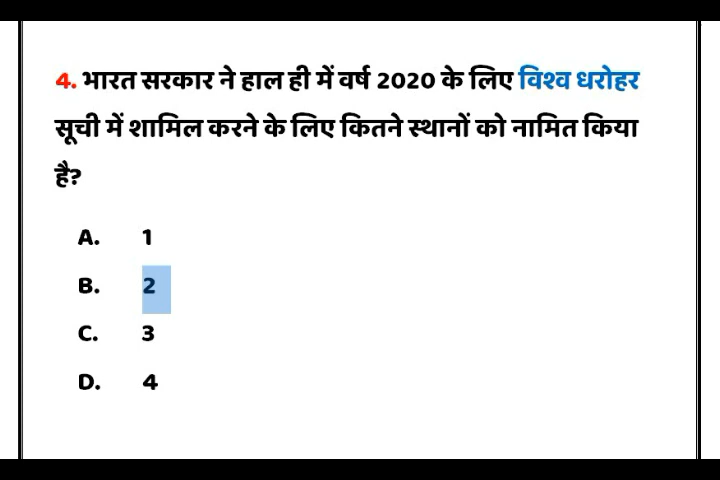 4. भारत सरकार ने हाल ही में वर्ष 2020 के लिए विश्व धरोहर
सूची में शामिल करने के लिए कितने स्थानों को नामित किया
है?
A. 1
B. 2
C. 3
D. 4